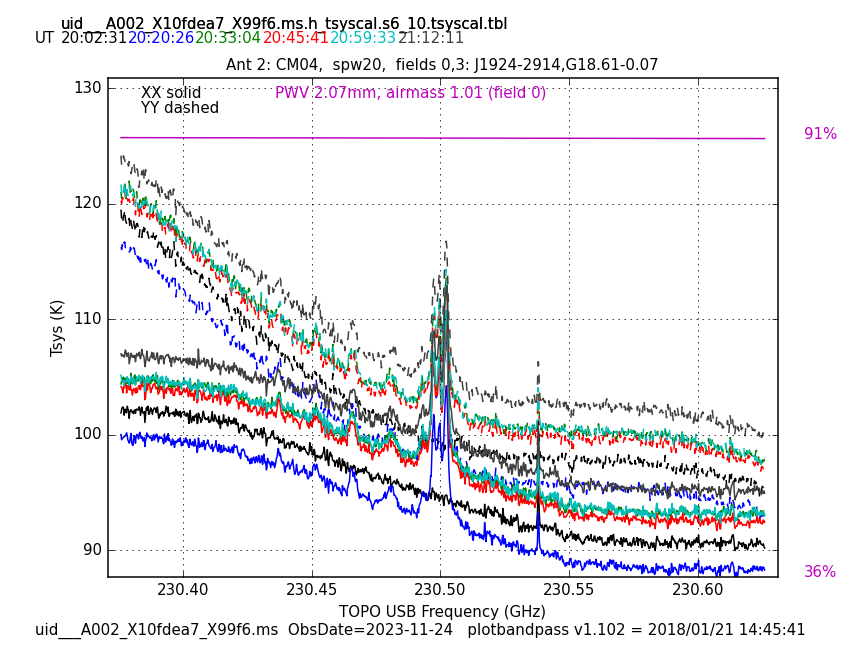 uid___A002_X10fdea7_X99f6.ms.h_tsyscal.s6_10.tsyscal.tbl
UT 20:02:31 20:20:26 20:33:04 20:45:41 20:59:33 21:12:11
Ant 2: CM04, spw20, fields 0,3: J1924-2914,G18.61-0.07
XX solid
YY dashed
PWV 2.07mm, airmass 1.01 (field 0)
91%
36%
130
120
110
100
90
Tsys (K)
230.40 230.45 230.50 230.55 230.60
TOPO USB Frequency (GHz)
uid___A002_X10fdea7_X99f6.ms ObsDate=2023-11-24 plotbandpass v1.102 = 2018/01/21 14:45:41